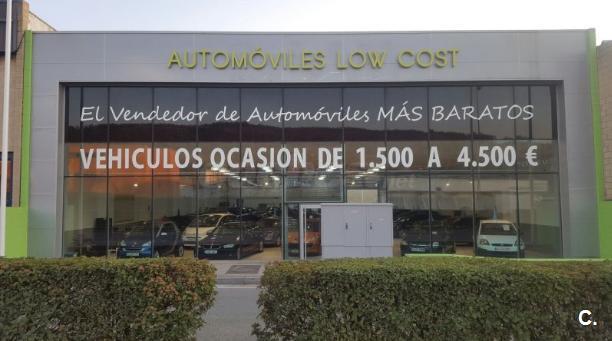 AUTOMÓVILES LOW COST
El Vendedor de Automóviles MÁS BARATOS
VEHICULOS OCASION DE 1.500 A 4.500 €
C.